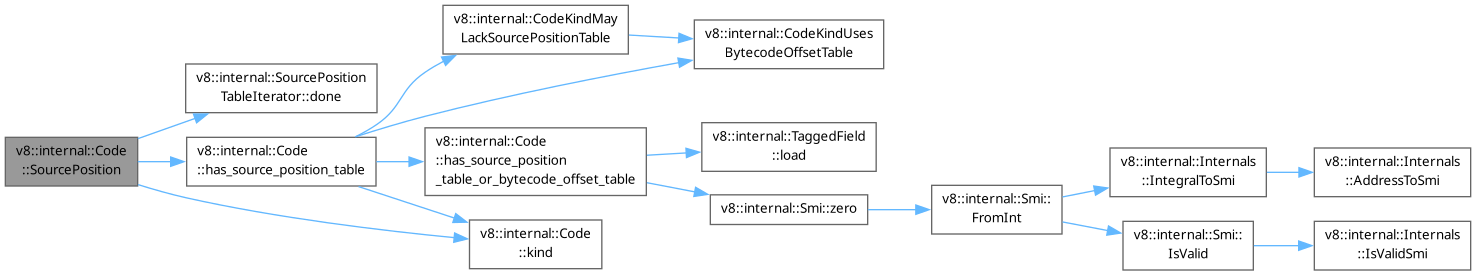 v8::internal::Code
::SourcePosition
v8::internal::SourcePosition
TableIterator::done
v8::internal::Code
::has_source_position_table
v8::internal::CodeKindMay
LackSourcePositionTable
v8::internal::CodeKindUses
BytecodeOffsetTable
v8::internal::Code
::has_source_position
_table_or_bytecode_offset_table
v8::internal::Code
::kind
v8::internal::TaggedField
::load
v8::internal::Smi::zero
v8::internal::Smi::
FromInt
v8::internal::Internals
::IntegralToSmi
v8::internal::Internals
::AddressToSmi
v8::internal::Smi::
IsValid
v8::internal::Internals
::IsValidSmi